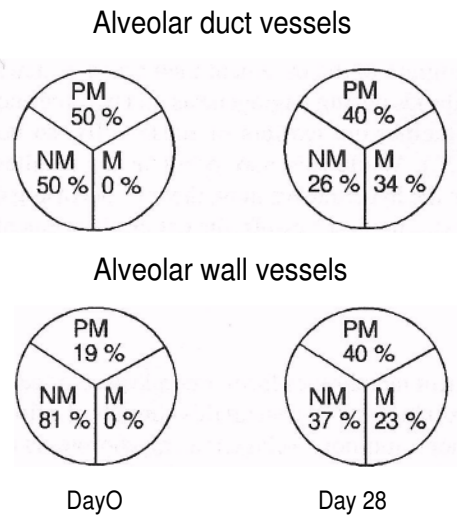 Alveolar duct vessels
PM
50 %
NM M
50 % 0 %
PM
40 %
NM M
26 % 34 %
Alveolar wall vessels
PM
19 %
NM M
81 % 0 %
PM
40 %
NM M
37 % 23 %
DayO Day 28